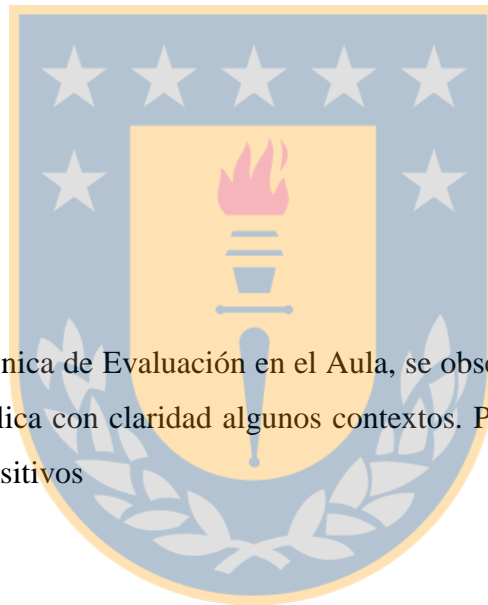 nica de Evaluación en el Aula, se obse
lica con claridad algunos contextos. P
sitivos